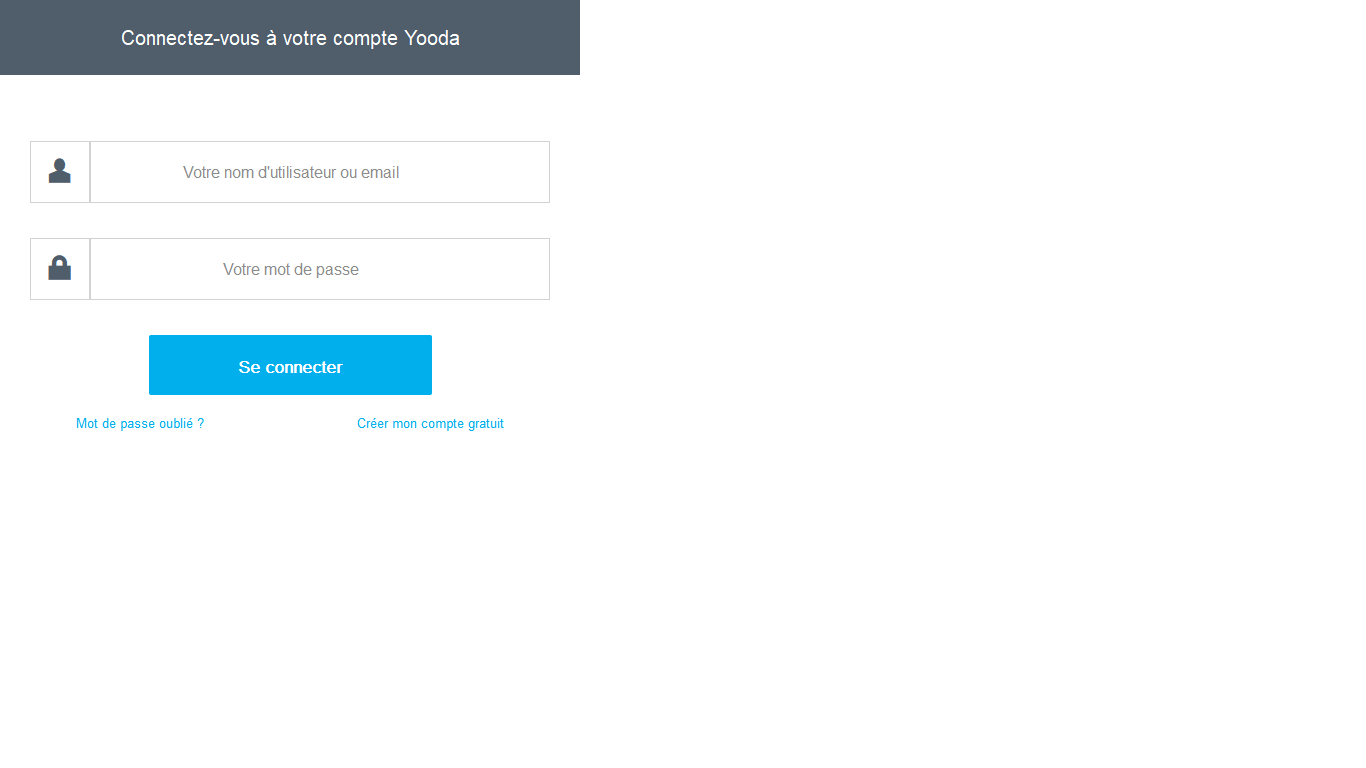 Connectez-vous à votre compte Yooda
Votre nom d'utilisateur ou email
Votre mot de passe
Se connecter
Mot de passe oublié ?
Créer mon compte gratuit